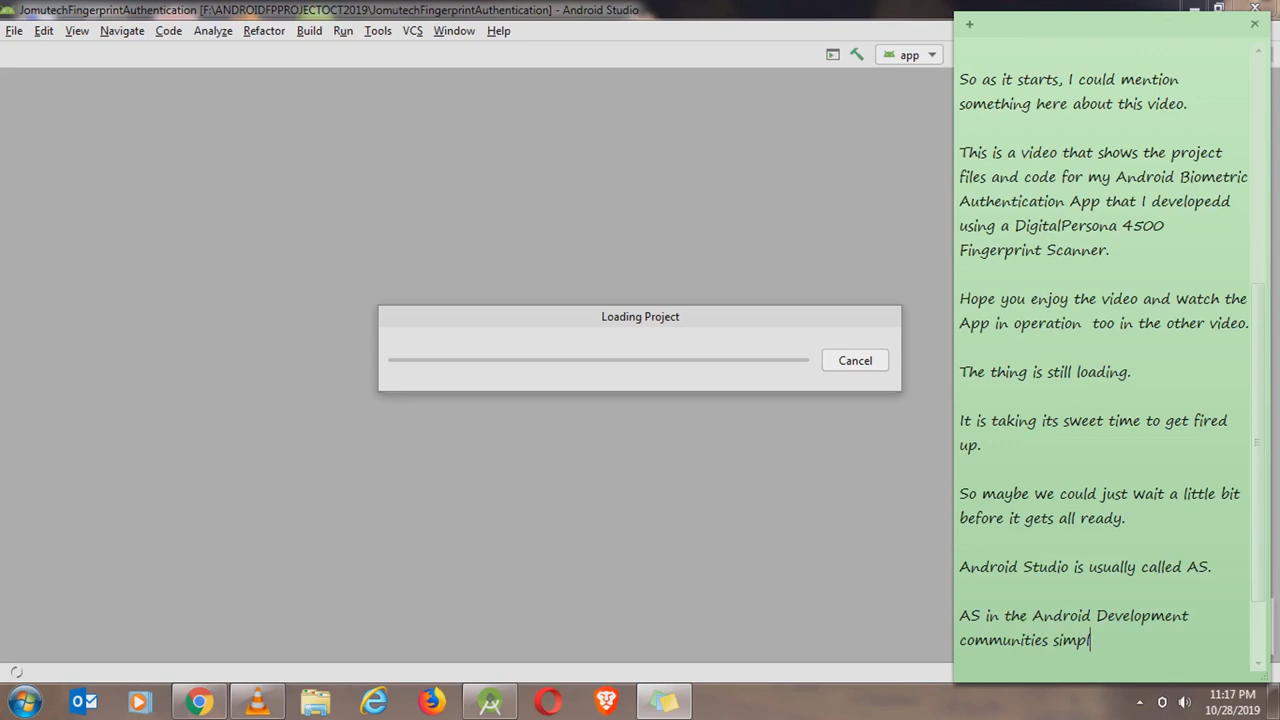 JomutechFingerprintAuthentication [F:\ANDROIDFPPROJECTOCT2019\JomutechFingerprintAuthentication] - Android Studio
File Edit View Navigate Code Analyze Refactor Build Run Tools VCS Window Help
app
Loading Project
Cancel
So as it starts, I could mention
something here about this video.
This is a video that shows the project
files and code for my Android Biometric
Authentication App that I developedd
using a DigitalPersona 4500
Fingerprint Scanner.
Hope you enjoy the video and watch the
App in operation too in the other video.
The thing is still loading.
It is taking its sweet time to get fired
up.
So maybe we could just wait a little bit
before it gets all ready.
Android Studio is usually called AS.
AS in the Android Development
communities simpl
11:17 PM
10/28/2019